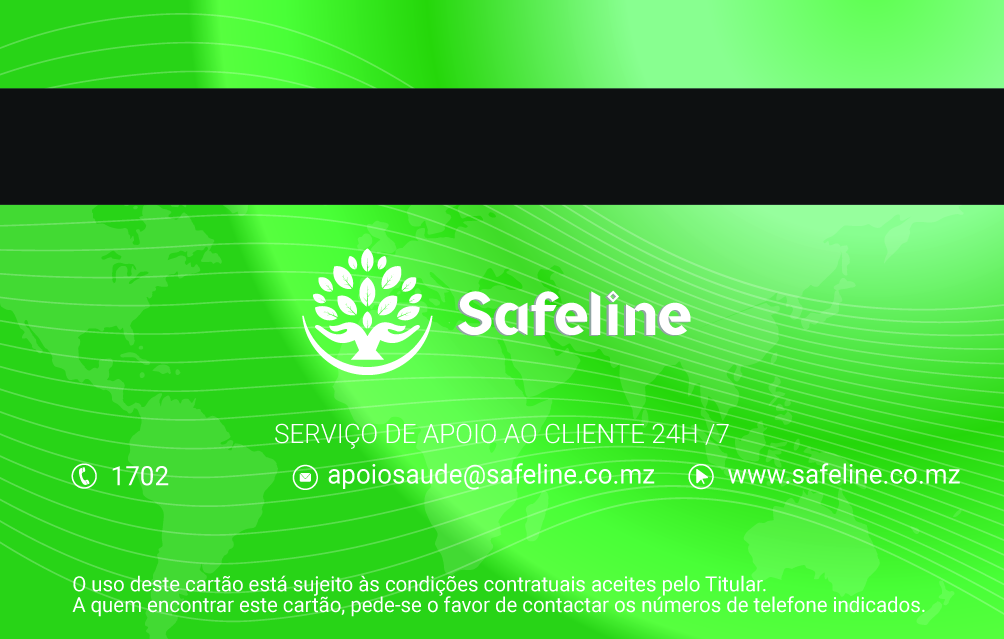 Safeline
SERVIÇO DE APOIO AO CLIENTE 24H /7
1702 apoiosaude@safeline.co.mz www.safeline.co.mz
O uso deste cartão está sujeito às condições contratuais aceites pelo Titular.
A quem encontrar este cartão, pede-se o favor de contactar os números de telefone indicados.